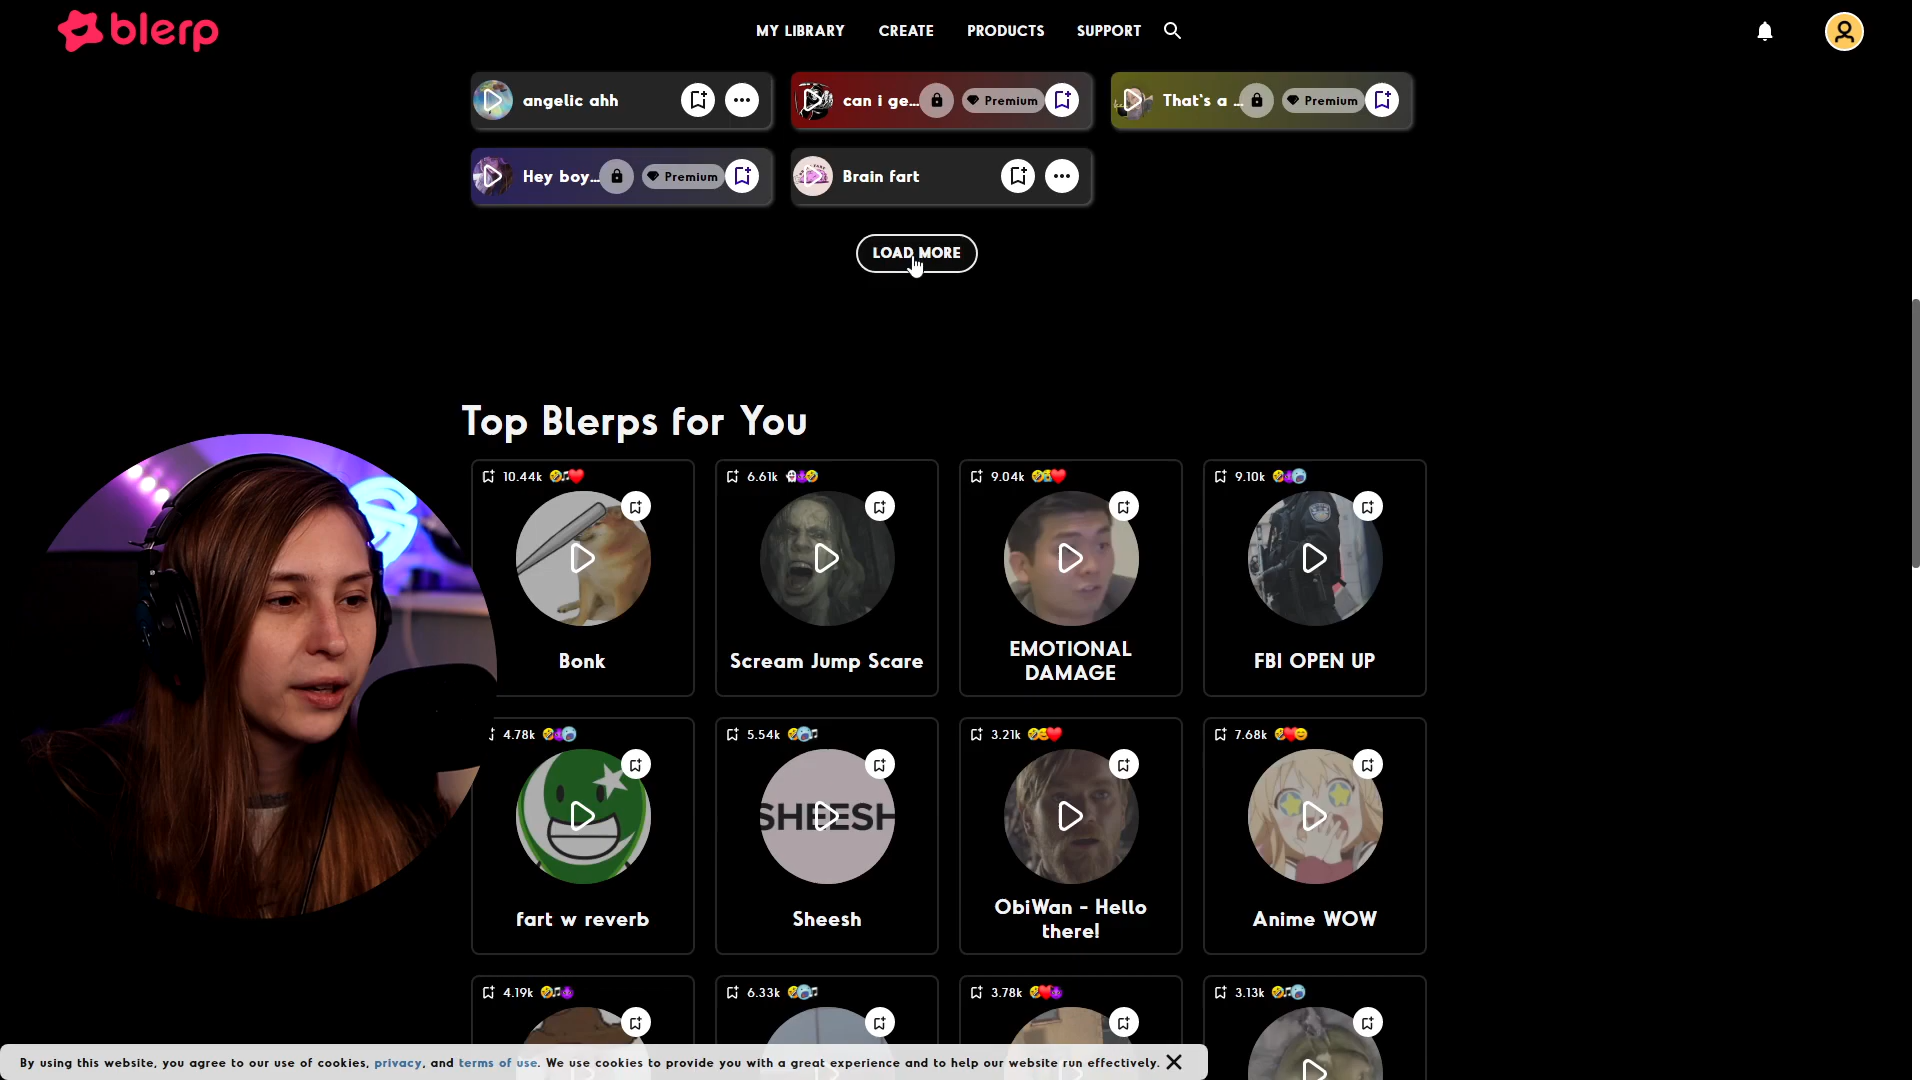 blerp
MY LIBRARY
CREATE
PRODUCTS
SUPPORT
angelic ahh
can i ge...
Premium
That's a ...
Premium
Hey boy...
Premium
Brain fart
LOAD MORE
Top Blerps for You
10.44k
6.61k
9.04k
9.10k
Bonk
Scream Jump Scare
EMOTIONAL
DAMAGE
FBI OPEN UP
4.78k
5.54k
3.21k
7.68k
SHEESH
fart w reverb
Sheesh
ObiWan - Hello
there!
Anime WOW
4.19k
6.33k
3.78k
3.13k
By using this website, you agree to our use of cookies, privacy, and terms of use. We use cookies to provide you with a great experience and to help our website run effectively.